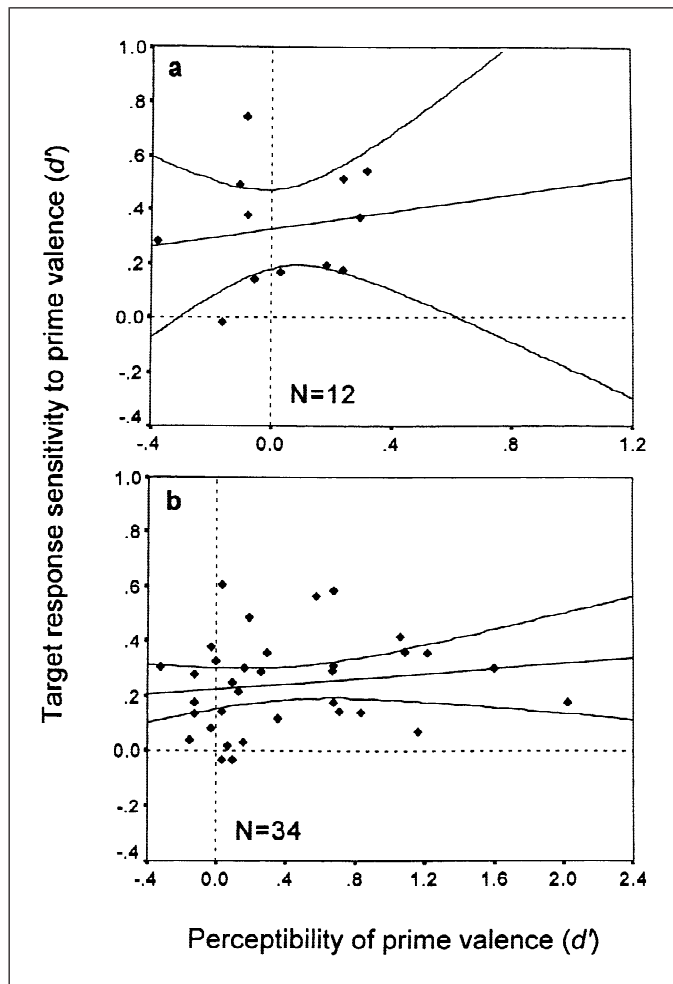 Target response sensitivity to prime valence (d')
a
1.0
.8
.6
.4
.2
0.0
-.2
-.4
N=12
-.4 0.0 .4 .8 1.2
b
1.0
.8
.6
.4
.2
0.0
-.2
-.4
N=34
-.4 0.0 .4 .8 1.2 1.6 2.0 2.4
Perceptibility of prime valence (d')